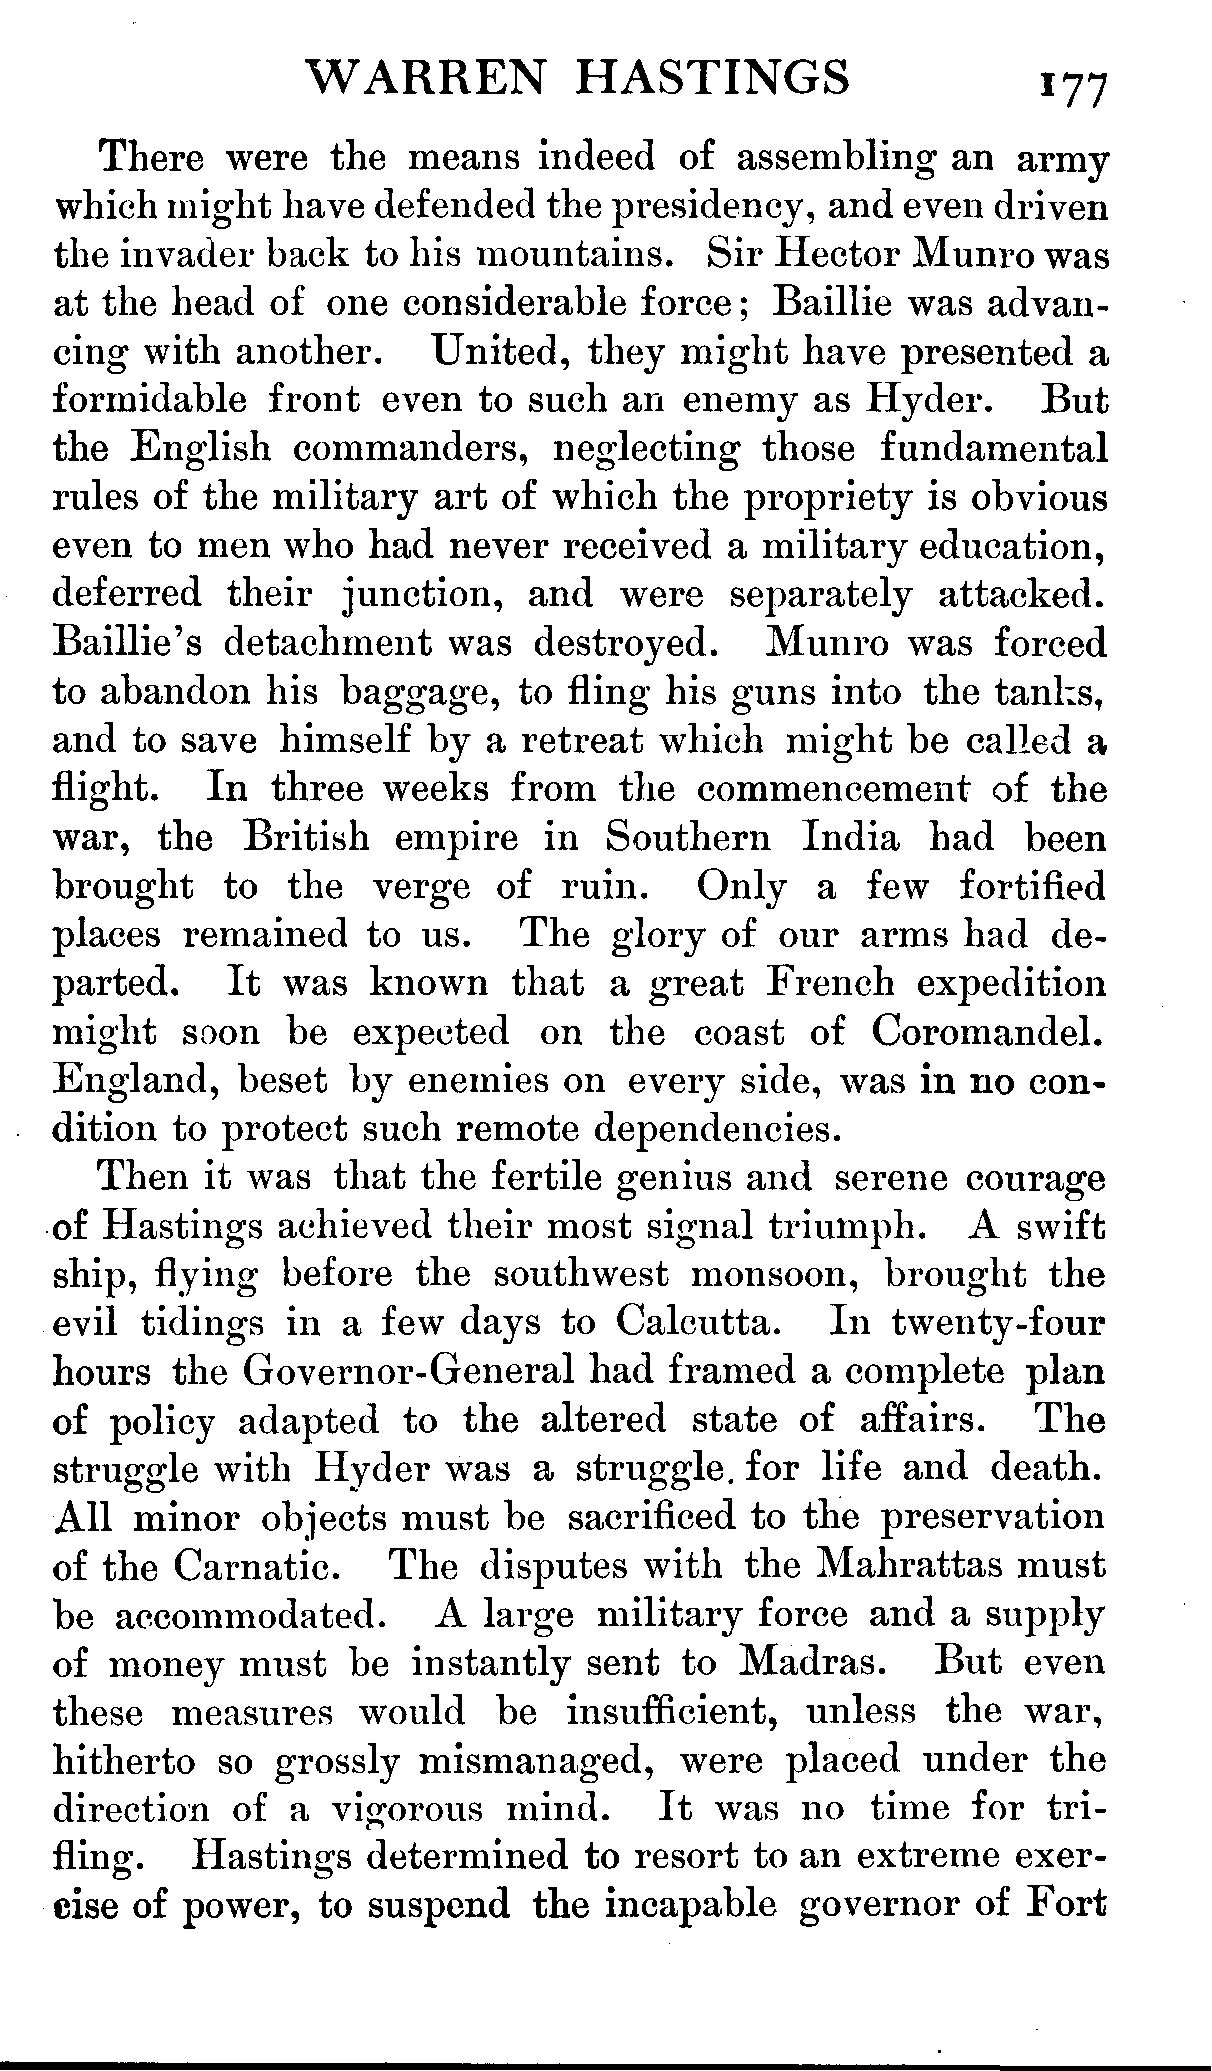 WARREN HASTINGS 177
There were the means indeed of assembling an army
which might have defended the presidency, and even driven
the invader back to his mountains. Sir Hector Munro was
at the head of one considerable force; Baillie was advan-
cing with another. United, they might have presented a
formidable front even to such an enemy as Hyder. But
the English commanders, neglecting those fundamental
rules of the military art of which the propriety is obvious
even to men who had never received a military education,
deferred their junction, and were separately attacked.
Baillie's detachment was destroyed. Munro was forced
to abandon his baggage, to fling his guns into the tanks,
and to save himself by a retreat which might be called a
flight. In three weeks from the commencement of the
war, the British empire in Southern India had been
brought to the verge of ruin. Only a few fortified
places remained to us. The glory of our arms had de-
parted. It was known that a great French expedition
might soon be expected on the coast of Coromandel.
England, beset by enemies on every side, was in no con-
dition to protect such remote dependencies.
Then it was that the fertile genius and serene courage
of Hastings achieved their most signal triumph. A swift
ship, flying before the southwest monsoon, brought the
evil tidings in a few days to Calcutta. In twenty-four
hours the Governor-General had framed a complete plan
of policy adapted to the altered state of affairs. The
struggle with Hyder was a struggle for life and death.
All minor objects must be sacrificed to the preservation
of the Carnatic. The disputes with the Mahrattas must
be accommodated. A large military force and a supply
of money must be instantly sent to Madras. But even
these measures would be insufficient, unless the war,
hitherto so grossly mismanaged, were placed under the
direction of a vigorous mind. It was no time for tri-
fling. Hastings determined to resort to an extreme exer-
cise of power, to suspend the incapable governor of Fort